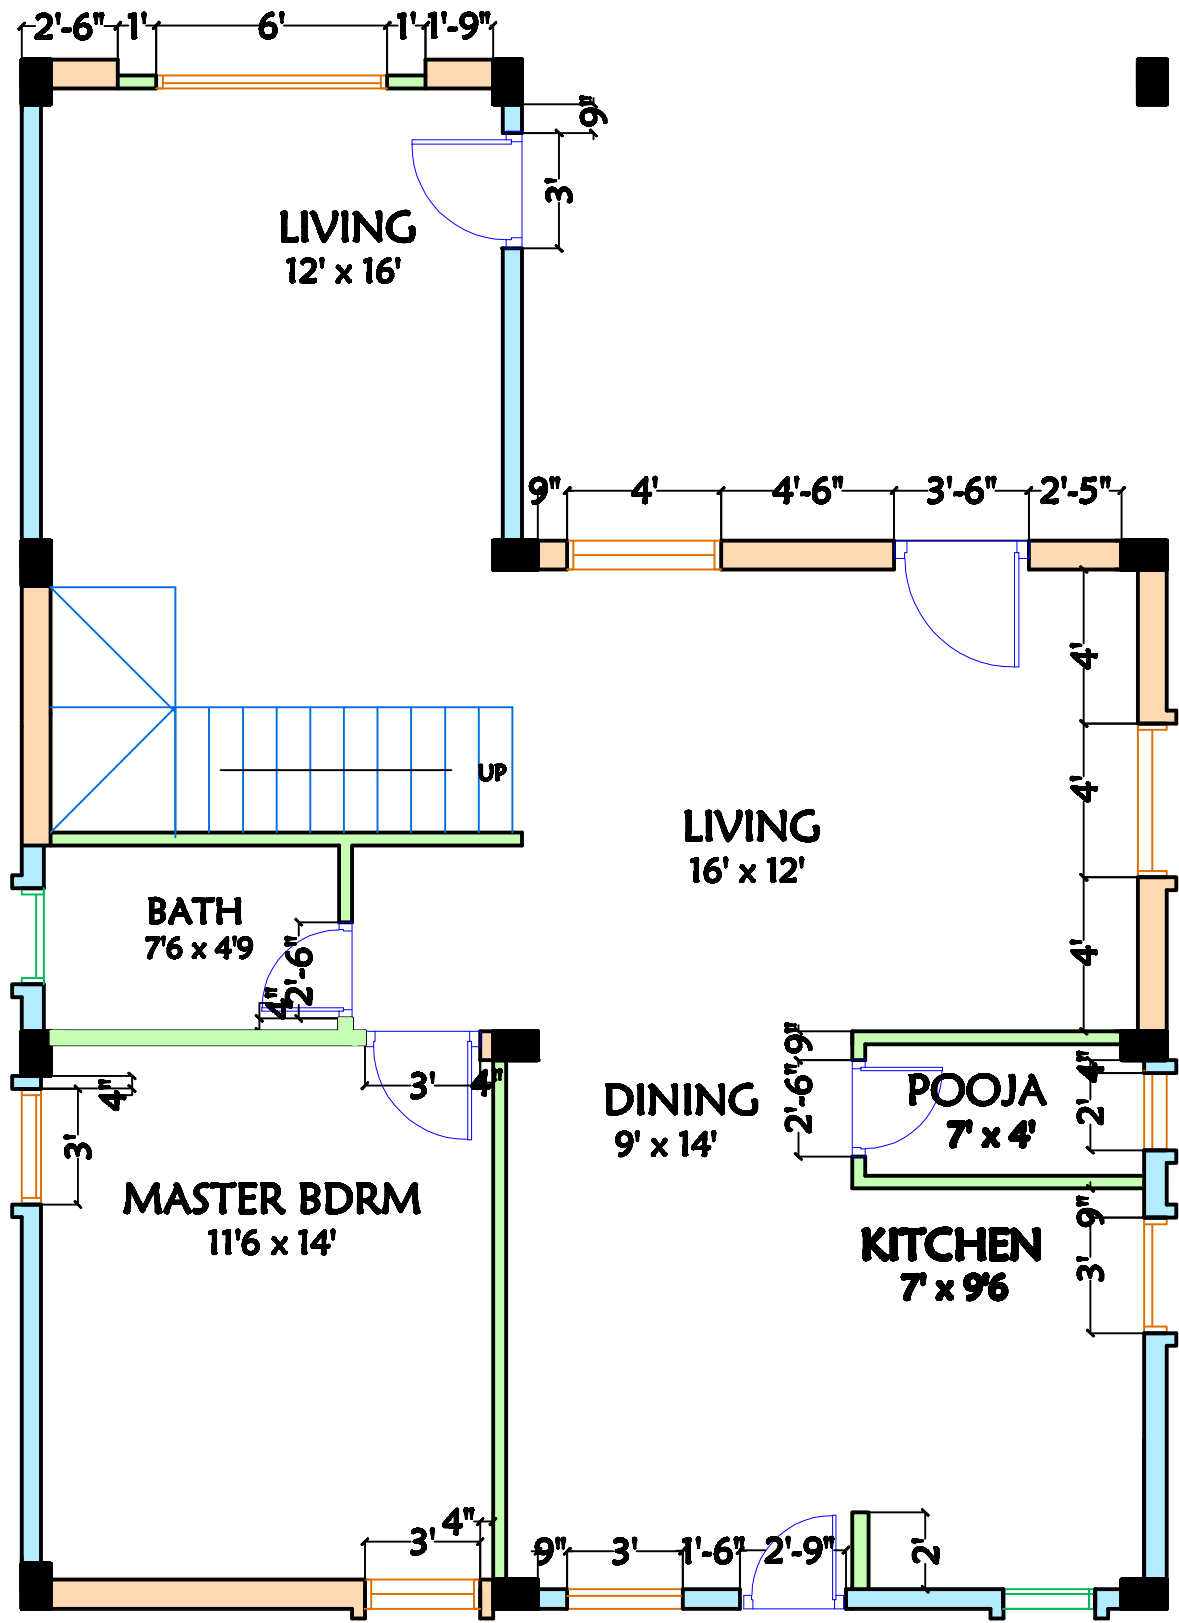 2'-6" 1' 6' 1' 1'-9"
9"
3'
LIVING
12' x 16'
9" 4' 4'-6" 3'-6" 2'-5"
4'
UP
4'
LIVING
16' x 12'
BATH
7'6 x 4'9
2'-6"
4"
4'
9"
3' 4"
4"
3'
DINING
9' x 14'
2'-6"
POOJA
7' x 4'
4"
2'
MASTER BDRM
11'6 x 14'
9"
KITCHEN
7' x 9'6
3'
4"
3'
9" 3' 1'-6" 2'-9" 2'